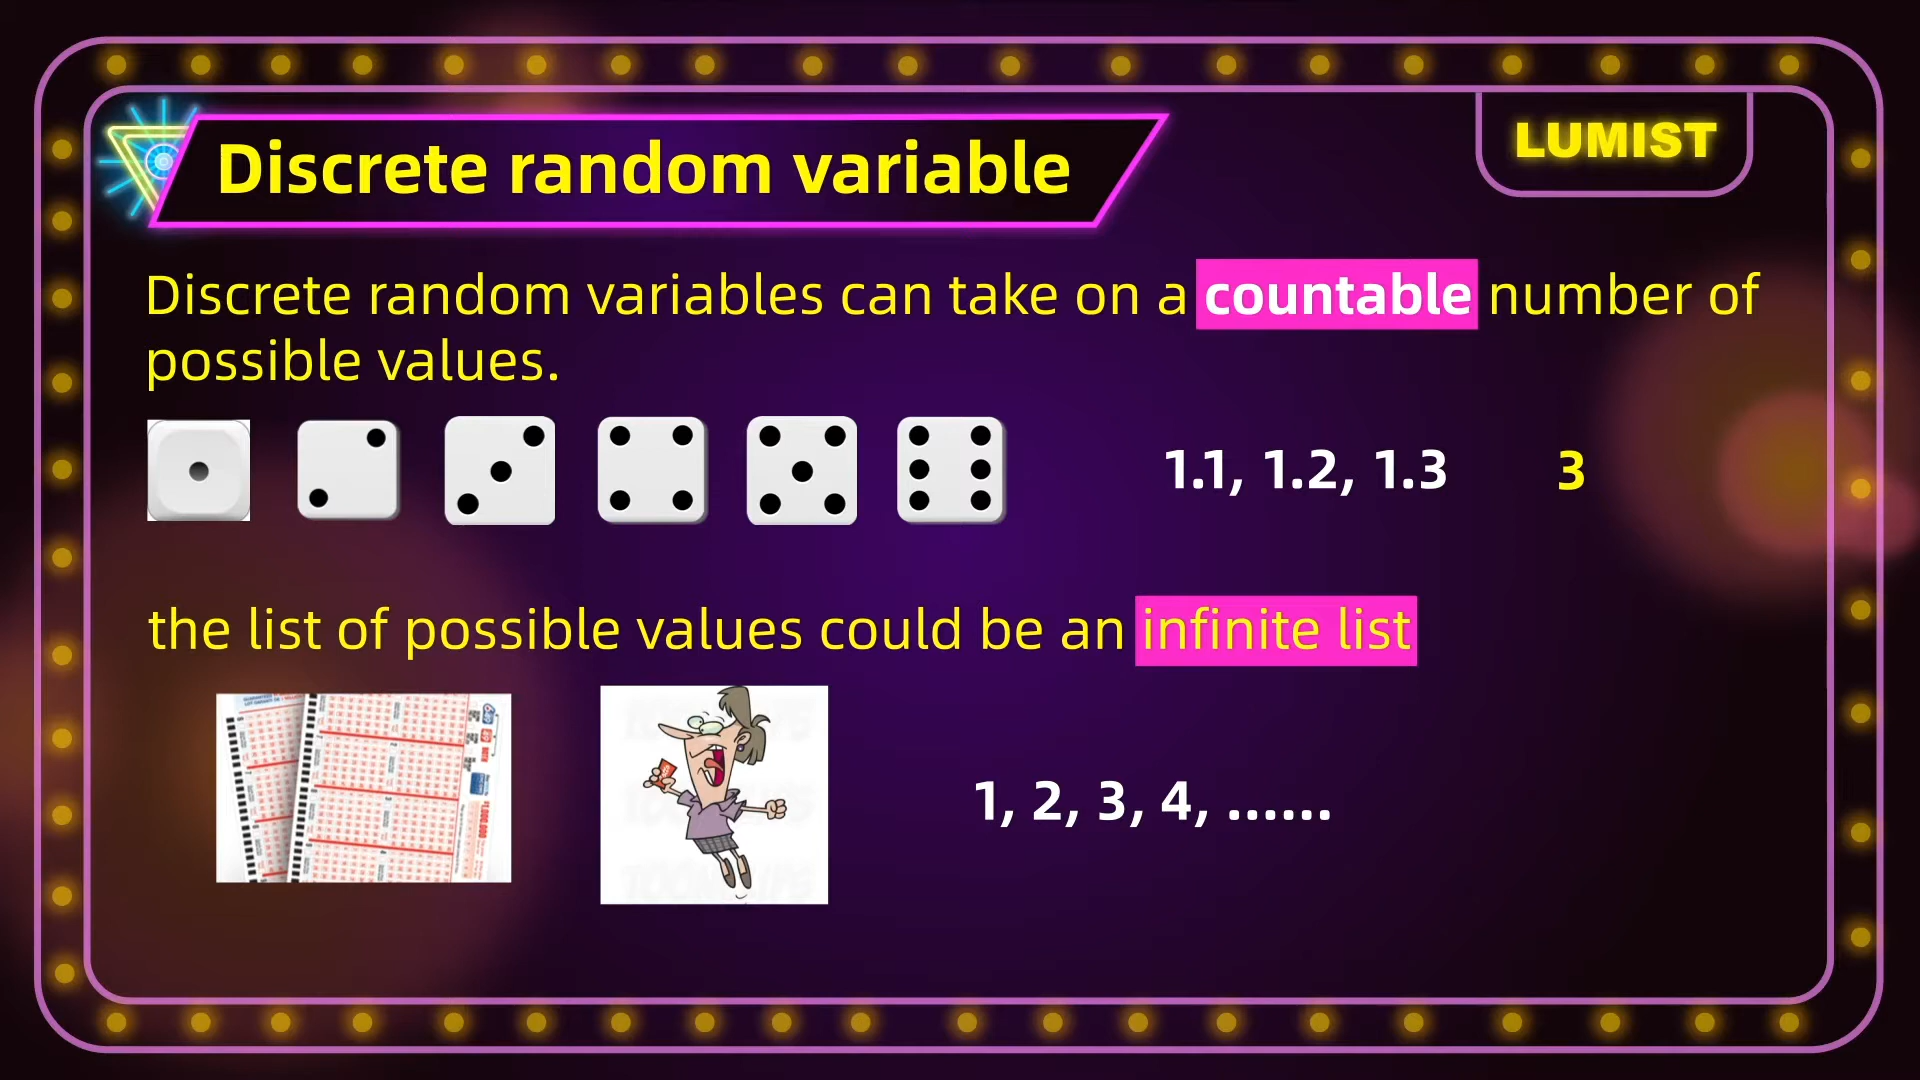 Discrete random variable
LUMIST
Discrete random variables can take on a countable number of
possible values.
1.1, 1.2, 1.3 3
the list of possible values could be an infinite list
1, 2, 3, 4, ......